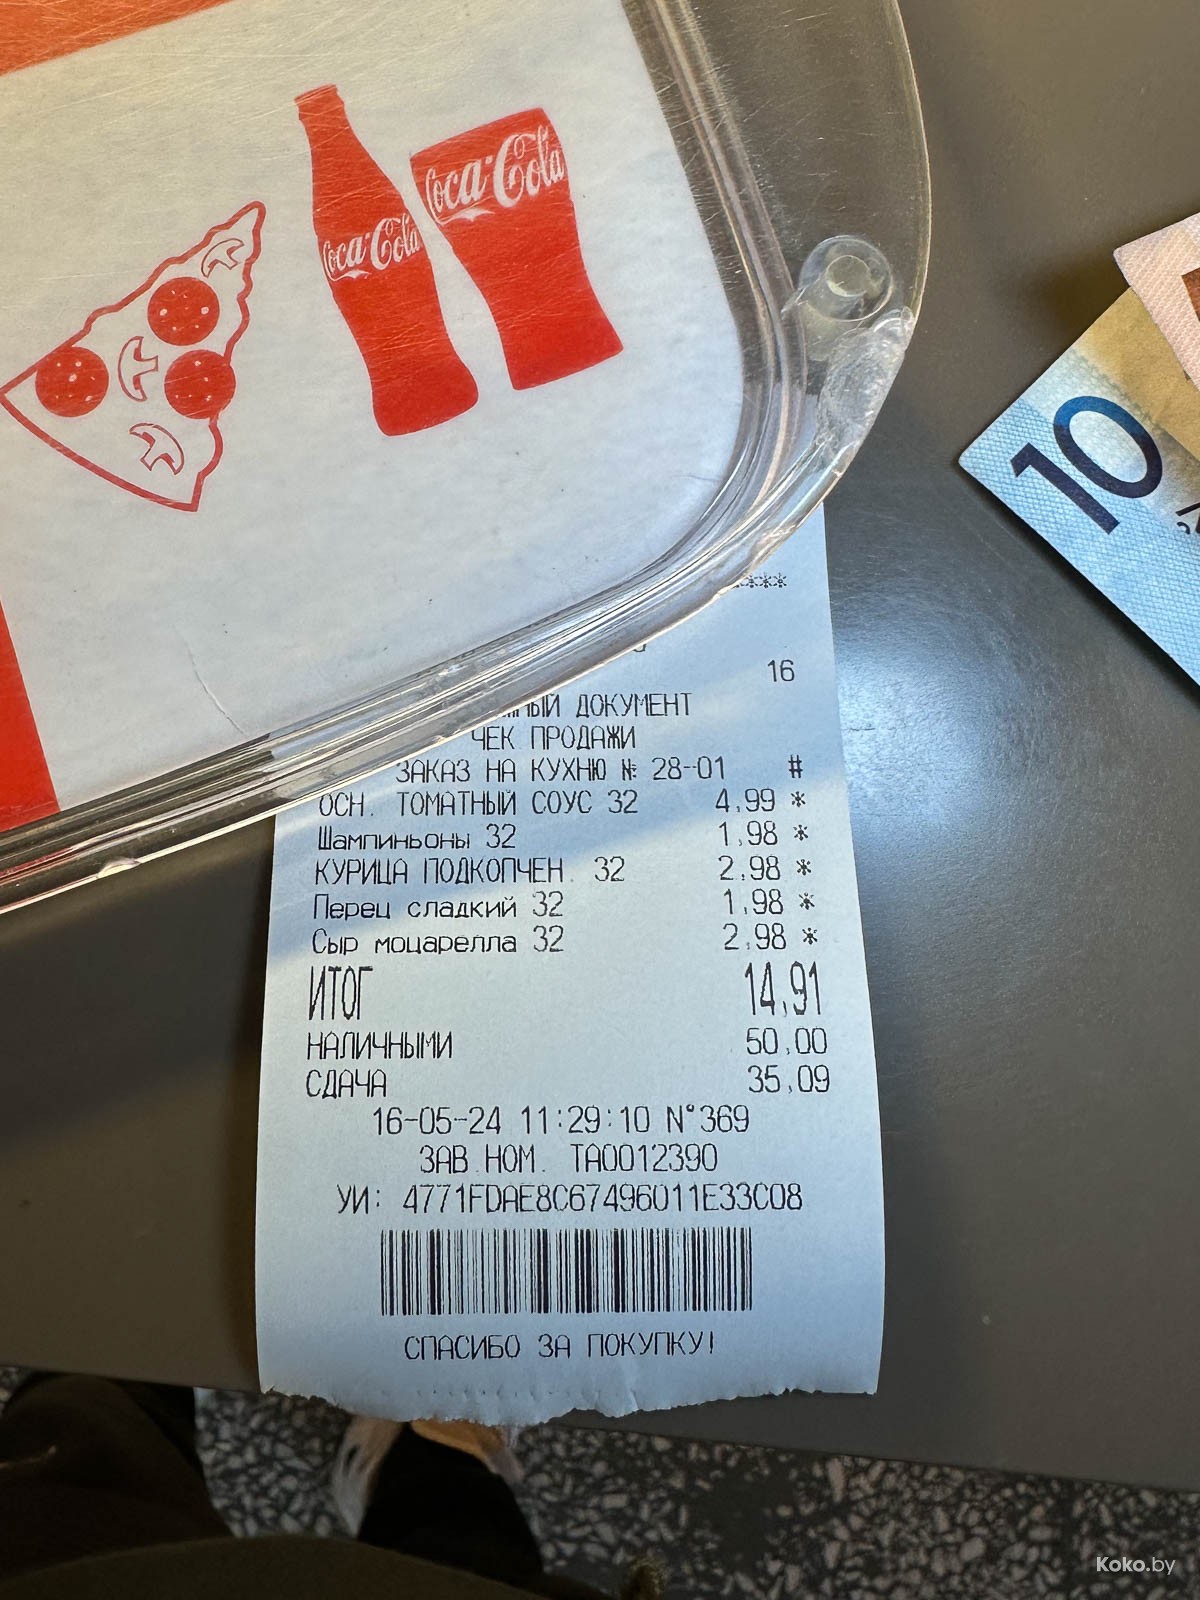 Coca-Cola
Coca-Cola
10
16
ДОКУМЕНТ
ЧЕК ПРОДАЖИ
ЗАКАЗ НА КУХНЮ № 28-01 #
ОСН. ТОМАТНЫЙ СОУС 32 4,99 *
Шампиньоны 32 1,98 *
КУРИЦА ПОДКОПЧЕН. 32 2,98 *
Перец сладкий 32 1,98 *
Сыр моцарелла 32 2,98 *
ИТОГ 14,91
НАЛИЧНЫМИ 50,00
СДАЧА 35,09
16-05-24 11:29:10 N°369
ЗАВ.НОМ. ТА0012390
УИ: 4771FDAE8C67496011E33C08
СПАСИБО ЗА ПОКУПКУ!
Koko.by